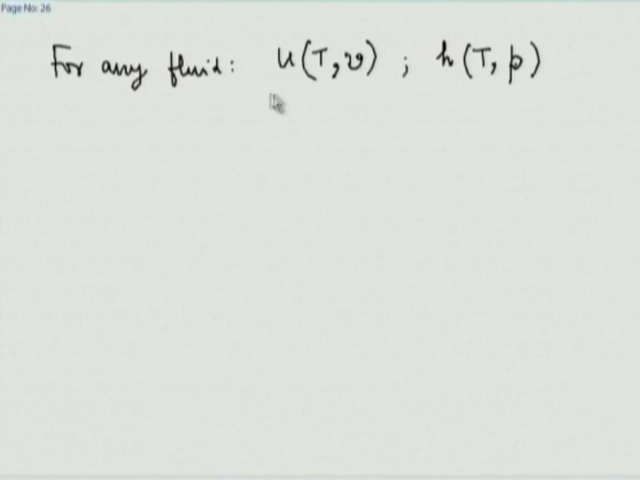 Page No: 26
For any fluid: u(T,v) ; h(T, p)